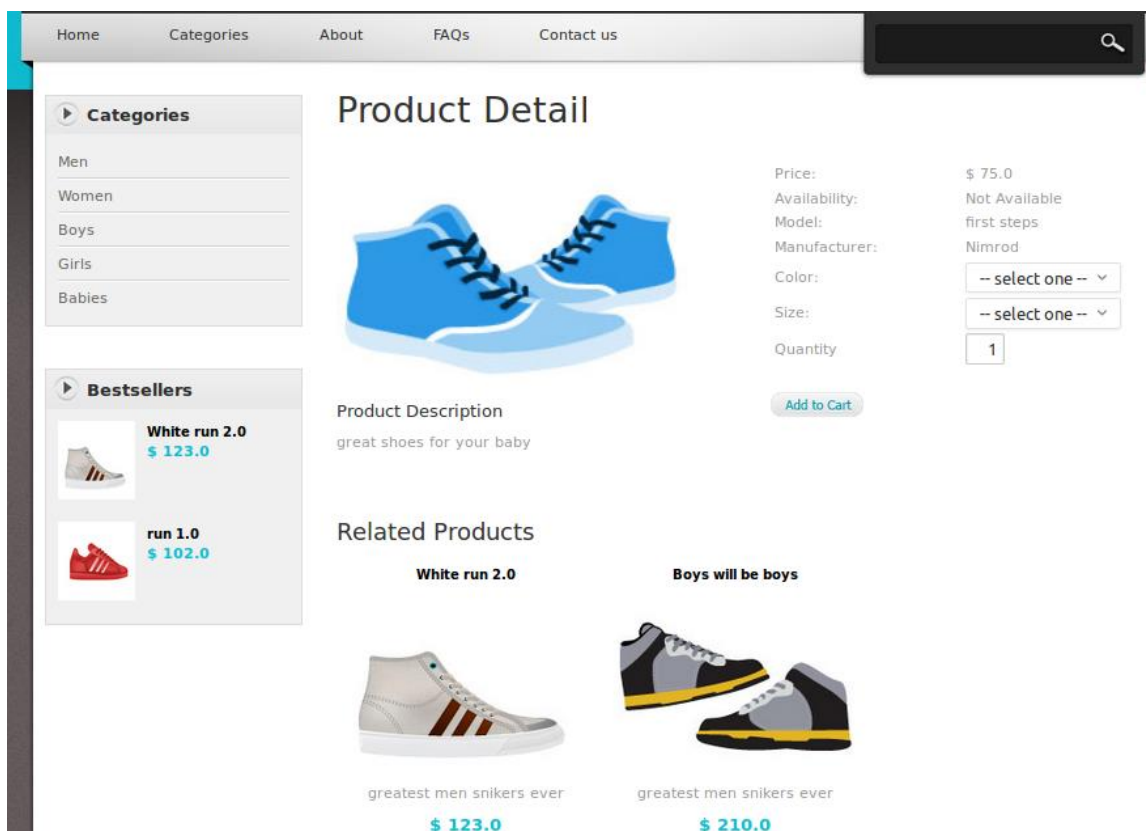 Home Categories About FAQs Contact us
Categories
Men
Women
Boys
Girls
Babies
Bestsellers
White run 2.0
$ 123.0
run 1.0
$ 102.0
Product Detail
Price: $ 75.0
Availability: Not Available
Model: first steps
Manufacturer: Nimrod
Color: -- select one --
Size: -- select one --
Quantity 1
Add to Cart
Product Description
great shoes for your baby
Related Products
White run 2.0 Boys will be boys
greatest men snikers ever greatest men snikers ever
$ 123.0 $ 210.0